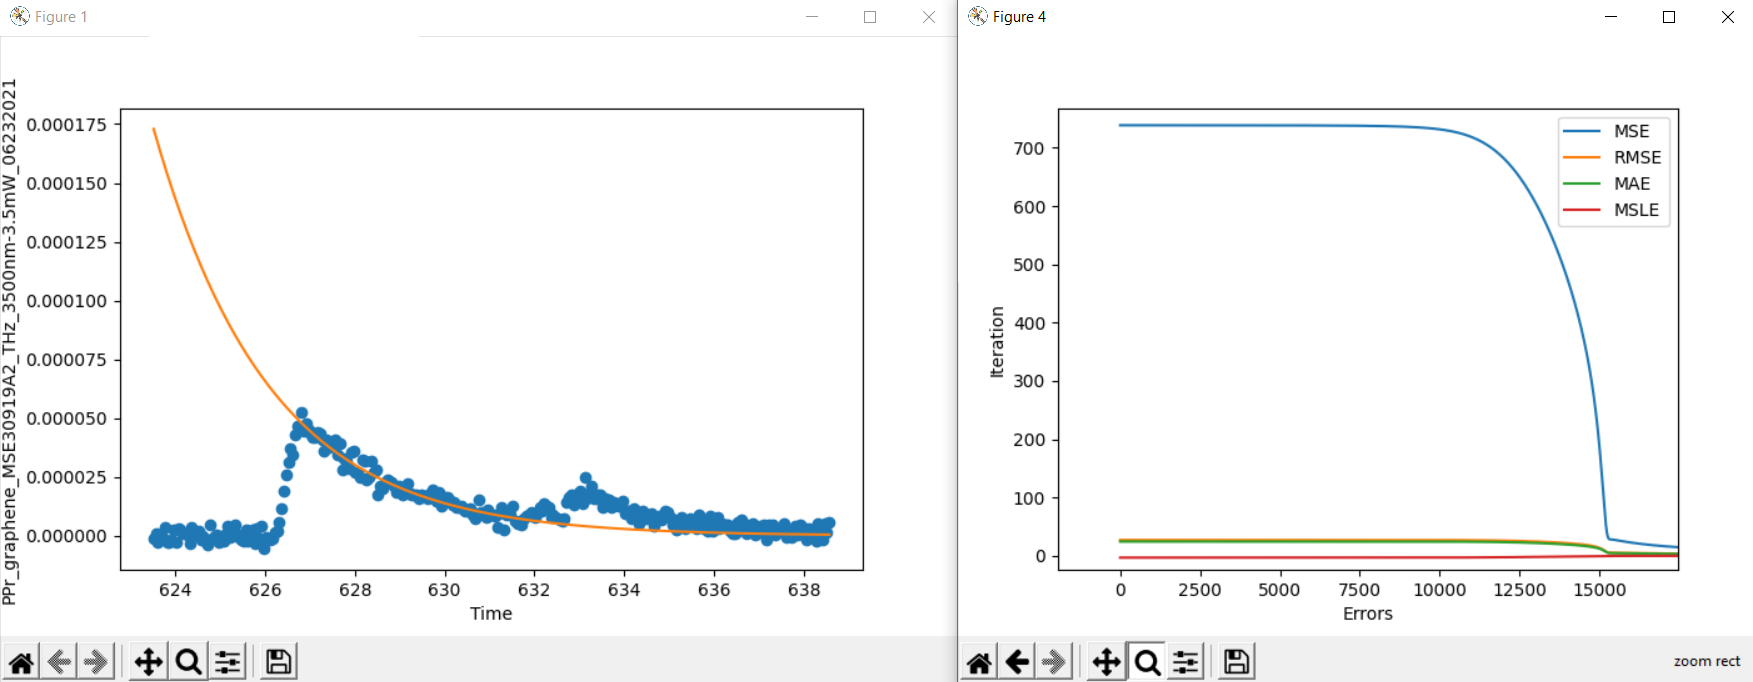 Figure 1
PPr_graphene_MSE30919A2_THz_3500nm-3.5mW_06232021
0.000175
0.000150
0.000125
0.000100
0.000075
0.000050
0.000025
0.000000
624 626 628 630 632 634 636 638
Time
Figure 4
Iteration
700
600
500
400
300
200
100
0
MSE
RMSE
MAE
MSLE
0 2500 5000 7500 10000 12500 15000
Errors
zoom rect